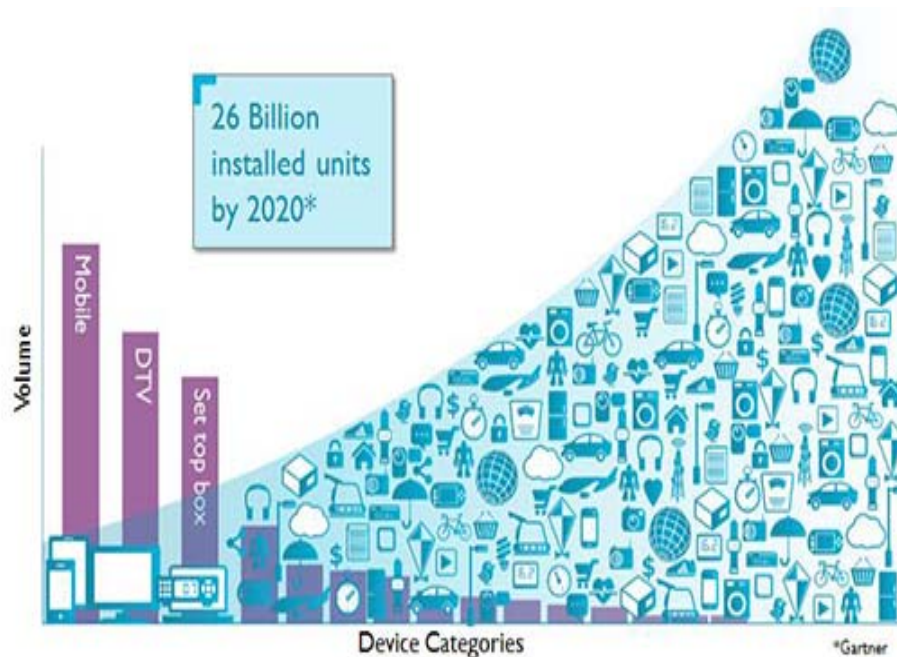 26 Billion
installed units
by 2020*
Mobile
DTV
Set top box
Volume
Device Categories
*Gartner